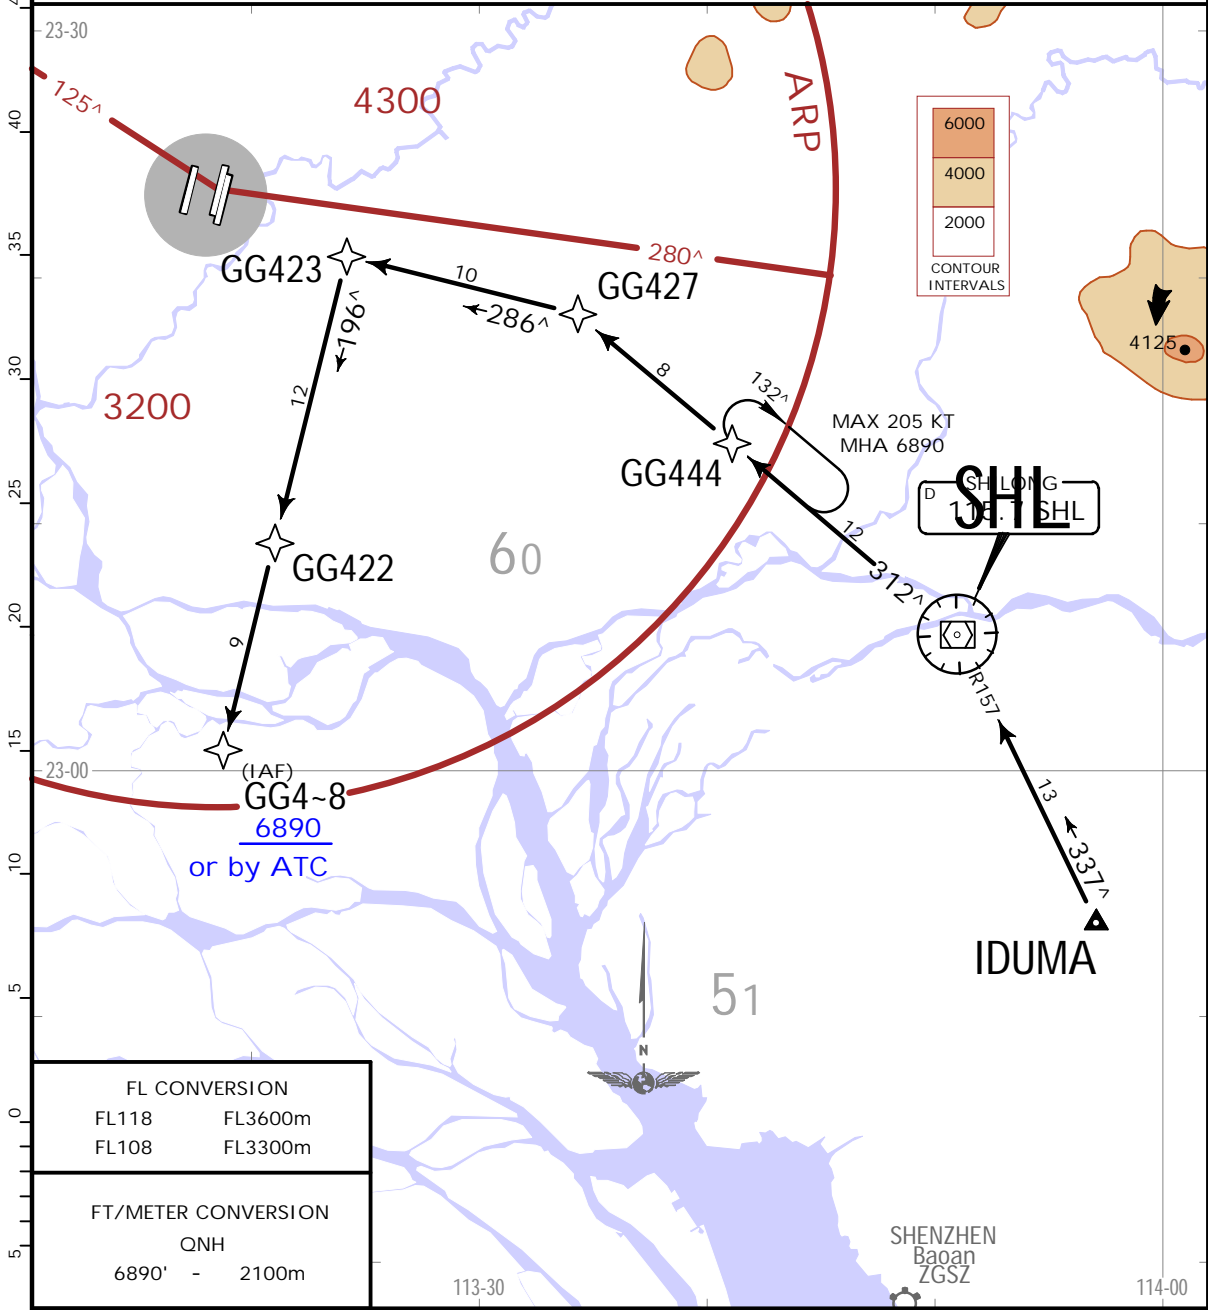 23-30
125^
4300
ARP
6000
4000
2000
CONTOUR
INTERVALS
280^
GG423
10
GG427
286^
196^
12
8
3200
132^
MAX 205 KT
MHA 6890
4125
GG444
SHILONG
D
115.7 SHL
SHL
12
312^
60
GG422
9
R157
23-00
(IAF)
GG4~8
6890
or by ATC
13
337^
IDUMA
51
N
FL CONVERSION
FL118 FL3600m
FL108 FL3300m
FT/METER CONVERSION
QNH
6890' - 2100m
SHENZHEN
Baoan
ZGSZ
113-30
114-00
40
35
30
25
20
15
10
5
0
5